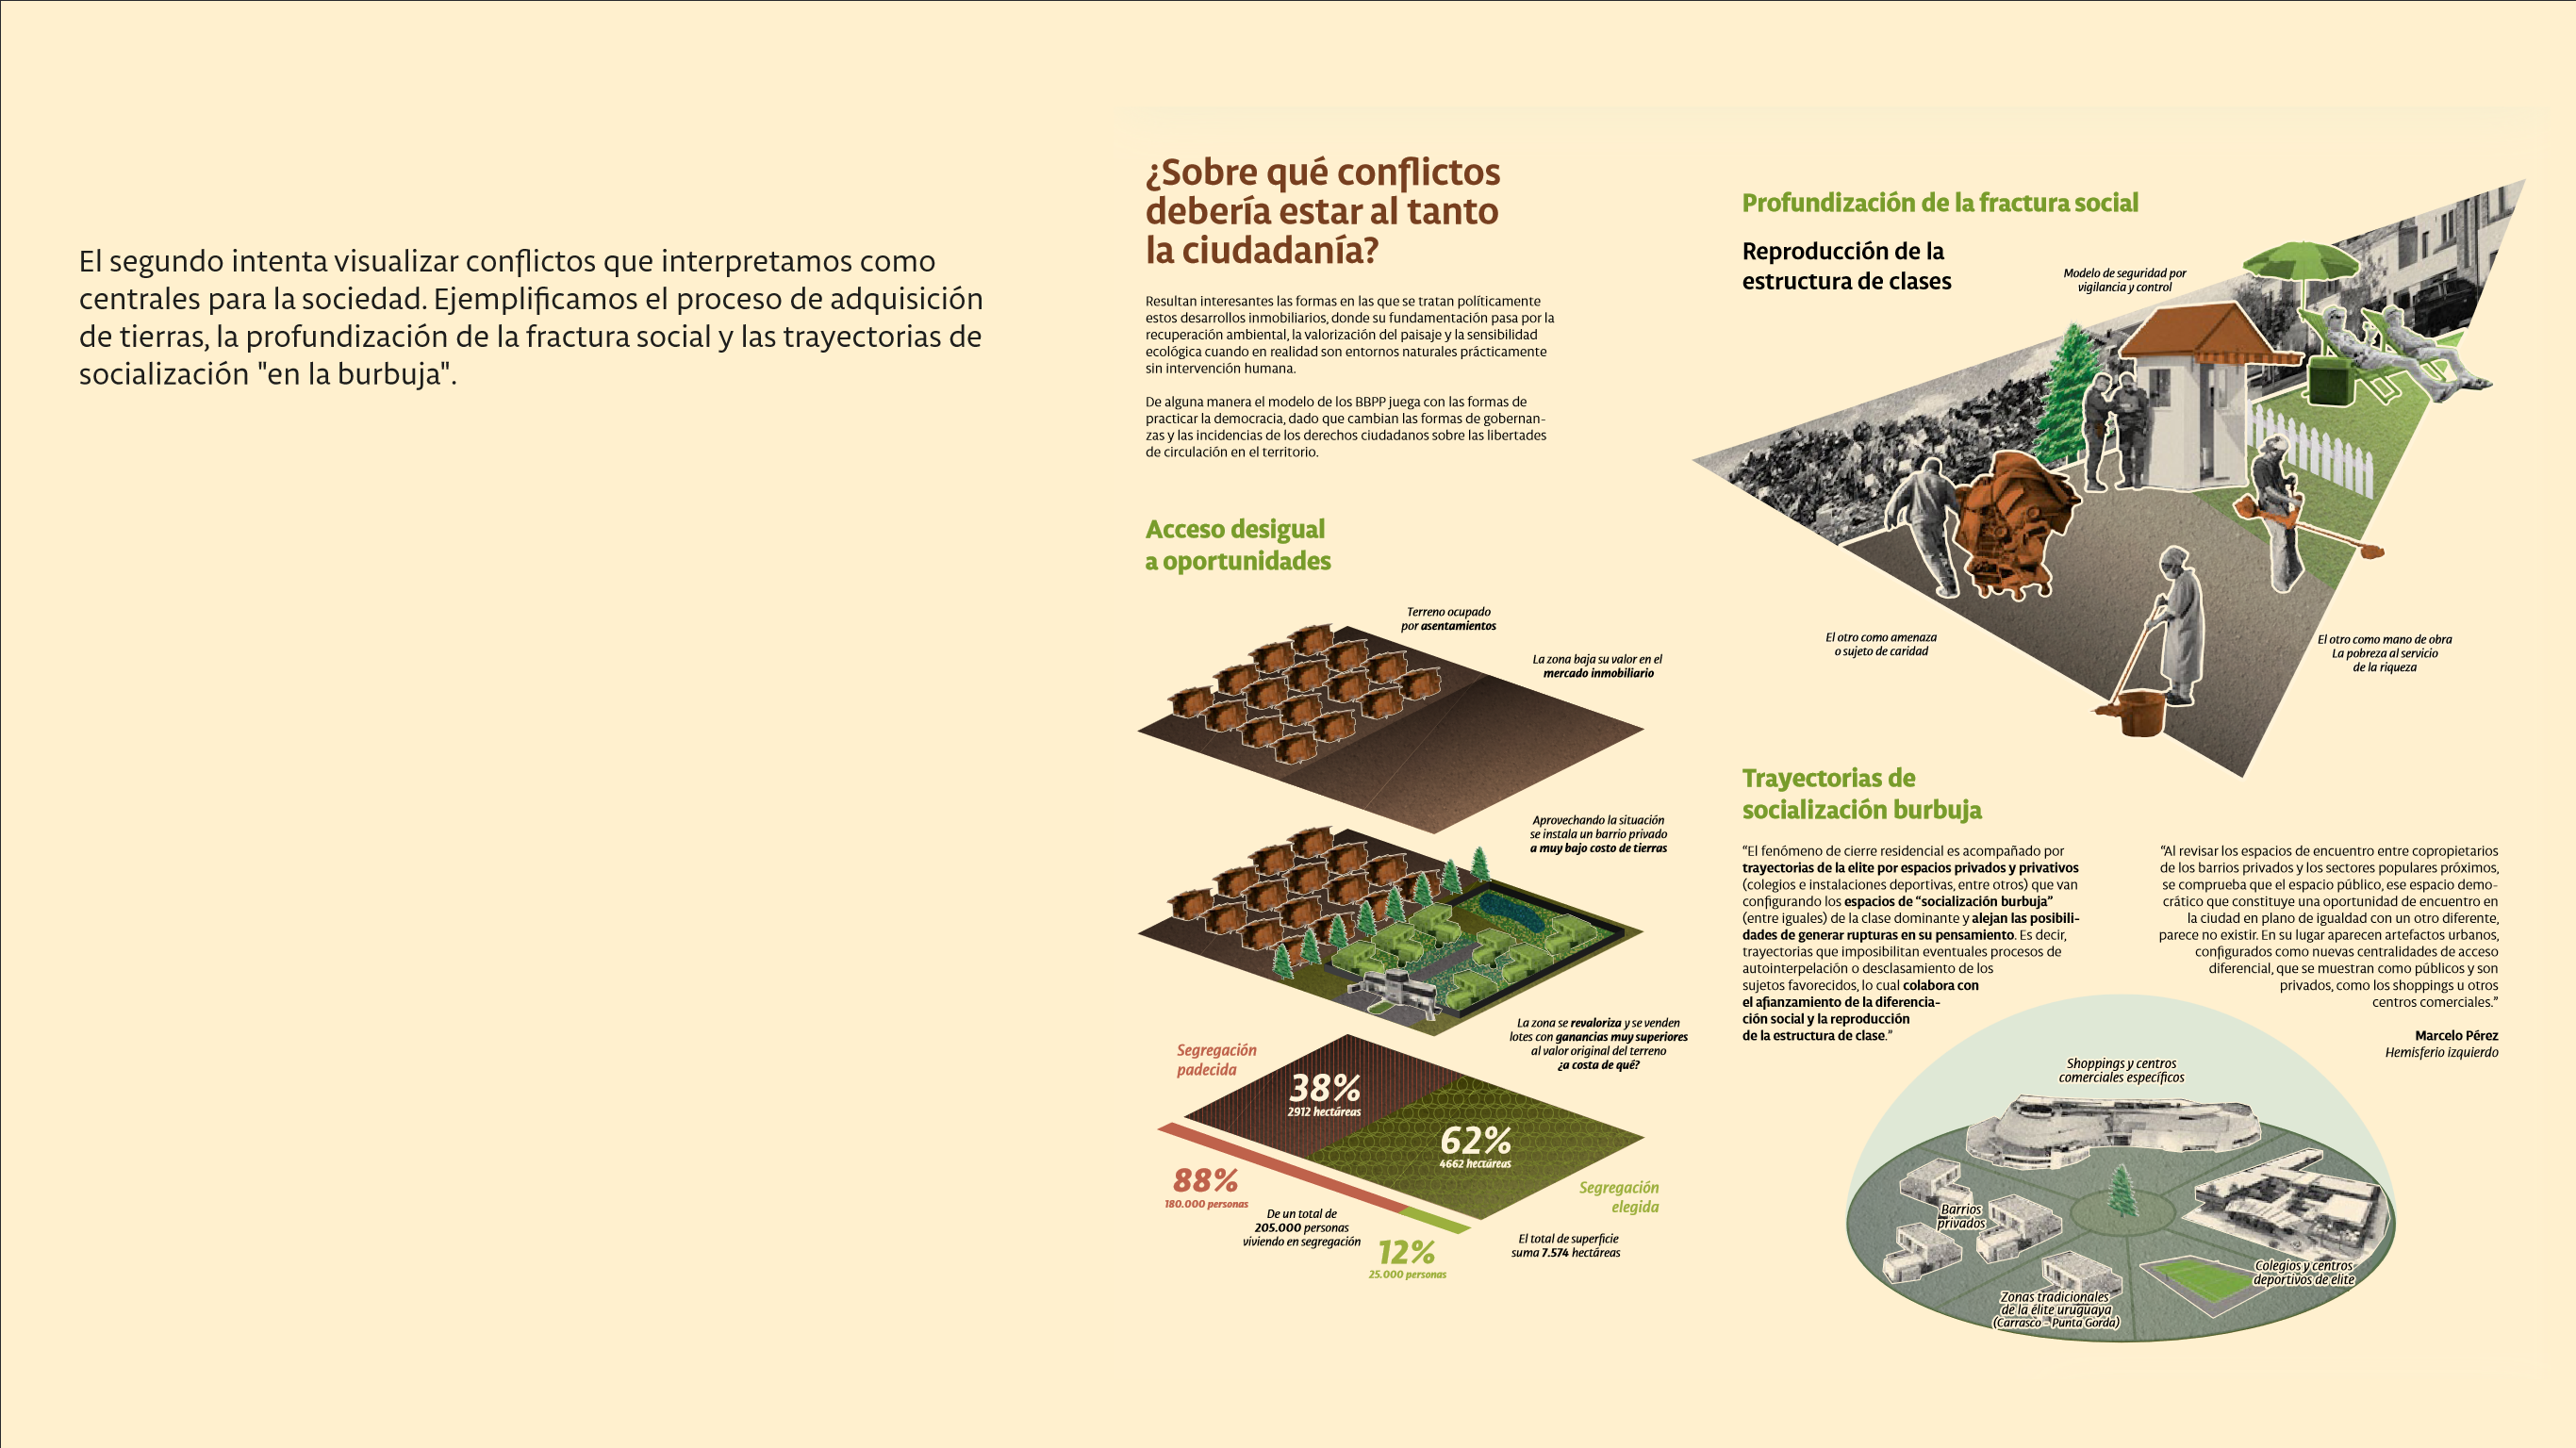 El segundo intenta visualizar conflictos que interpretamos como
centrales para la sociedad. Ejemplificamos el proceso de adquisición
de tierras, la profundización de la fractura social y las trayectorias de
socialización "en la burbuja".
¿Sobre qué conflictos
debería estar al tanto
la ciudadanía?
Resultan interesantes las formas en las que se tratan políticamente
estos desarrollos inmobiliarios, donde su fundamentación pasa por la
recuperación ambiental, la valorización del paisaje y la sensibilidad
ecológica cuando en realidad son entornos naturales prácticamente
sin intervención humana.
De alguna manera el modelo de los BBPP juega con las formas de
practicar la democracia, dado que cambian las formas de gobernan-
zas y las incidencias de los derechos ciudadanos sobre las libertades
de circulación en el territorio.
Acceso desigual
a oportunidades
Terreno ocupado
por asentamientos
La zona baja su valor en el
mercado inmobiliario
Aprovechando la situación
se instala un barrio privado
a muy bajo costo de tierras
La zona se revaloriza y se venden
lotes con ganancias muy superiores
al valor original del terreno
¿a costa de qué?
Segregación
padecida
38%
2912 hectáreas
62%
4662 hectáreas
88%
180.000 personas
De un total de
205.000 personas
viviendo en segregación
12%
25.000 personas
Segregación
elegida
El total de superficie
suma 7.574 hectáreas
Profundización de la fractura social
Reproducción de la
estructura de clases
Modelo de seguridad por
vigilancia y control
El otro como amenaza
o sujeto de caridad
El otro como mano de obra
La pobreza al servicio
de la riqueza
Trayectorias de
socialización burbuja
“El fenómeno de cierre residencial es acompañado por
trayectorias de la elite por espacios privados y privativos
(colegios e instalaciones deportivas, entre otros) que van
configurando los espacios de “socialización burbuja”
(entre iguales) de la clase dominante y alejan las posibili-
dades de generar rupturas en su pensamiento. Es decir,
trayectorias que imposibilitan eventuales procesos de
autointerpelación o desclasamiento de los
sujetos favorecidos, lo cual colabora con
el afianzamiento de la diferencia-
ción social y la reproducción
de la estructura de clase.”
“Al revisar los espacios de encuentro entre copropietarios
de los barrios privados y los sectores populares próximos,
se comprueba que el espacio público, ese espacio demo-
crático que constituye una oportunidad de encuentro en
la ciudad en plano de igualdad con un otro diferente,
parece no existir. En su lugar aparecen artefactos urbanos,
configurados como nuevas centralidades de acceso
diferencial, que se muestran como públicos y son
privados, como los shoppings u otros
centros comerciales.”
Marcelo Pérez
Hemisferio izquierdo
Shoppings y centros
comerciales específicos
Barrios
privados
Colegios y centros
deportivos de elite
Zonas tradicionales
de la élite uruguaya
(Carrasco - Punta Gorda)